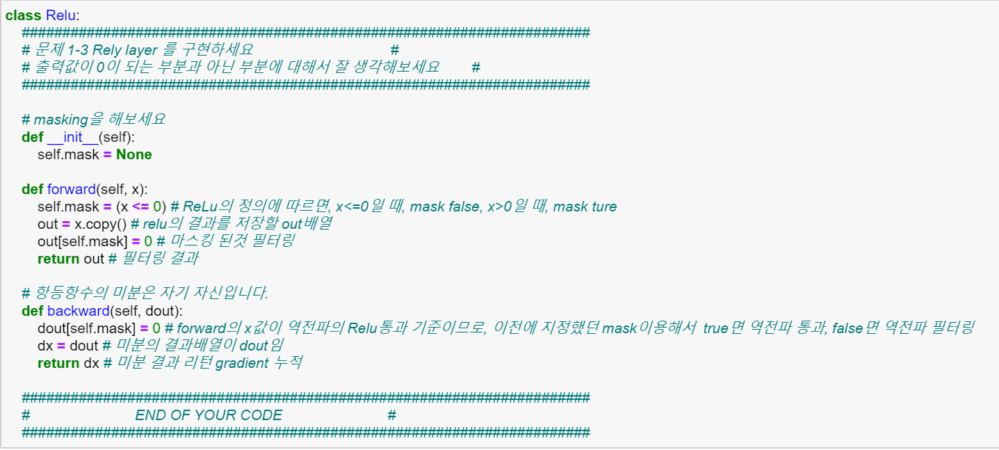 class Relu:
######################################################################
# 문제 1-3 Rely layer 를 구현하세요 #
# 출력값이 0이 되는 부분과 아닌 부분에 대해서 잘 생각해보세요 #
######################################################################
# masking을 해보세요
def __init__(self):
self.mask = None
def forward(self, x):
self.mask = (x <= 0) # ReLu의 정의에 따르면, x<=0일 때, mask false, x>0일 때, mask ture
out = x.copy() # relu의 결과를 저장할 out배열
out[self.mask] = 0 # 마스킹 된것 필터링
return out # 필터링 결과
# 항등항수의 미분은 자기 자신입니다.
def backward(self, dout):
dout[self.mask] = 0 # forward의 x값이 역전파의 Relu통과 기준이므로, 이전에 지정했던 mask이용해서 true면 역전파 통과, false면 역전파 필터링
dx = dout # 미분의 결과배열이 dout임
return dx # 미분 결과 리턴 gradient 누적
######################################################################
# END OF YOUR CODE #
######################################################################